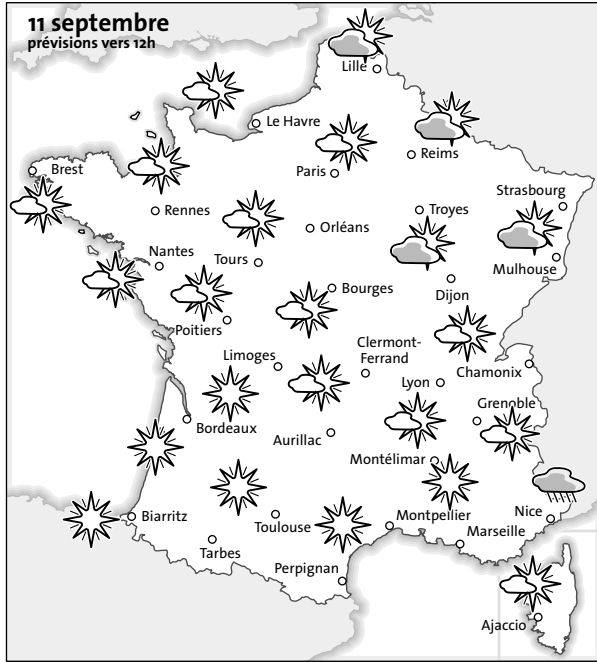 11 septembre
prévisions vers 12h
Lille
Le Havre
Paris
Reims
Brest
Strasbourg
Rennes
Orléans
Troyes
Nantes
Tours
Mulhouse
Bourges
Dijon
Poitiers
Clermont-
Ferrand
Limoges
Chamonix
Lyon
Grenoble
Bordeaux
Aurillac
Montélimar
Biarritz
Toulouse
Montpellier
Nice
Marseille
Tarbes
Perpignan
Ajaccio